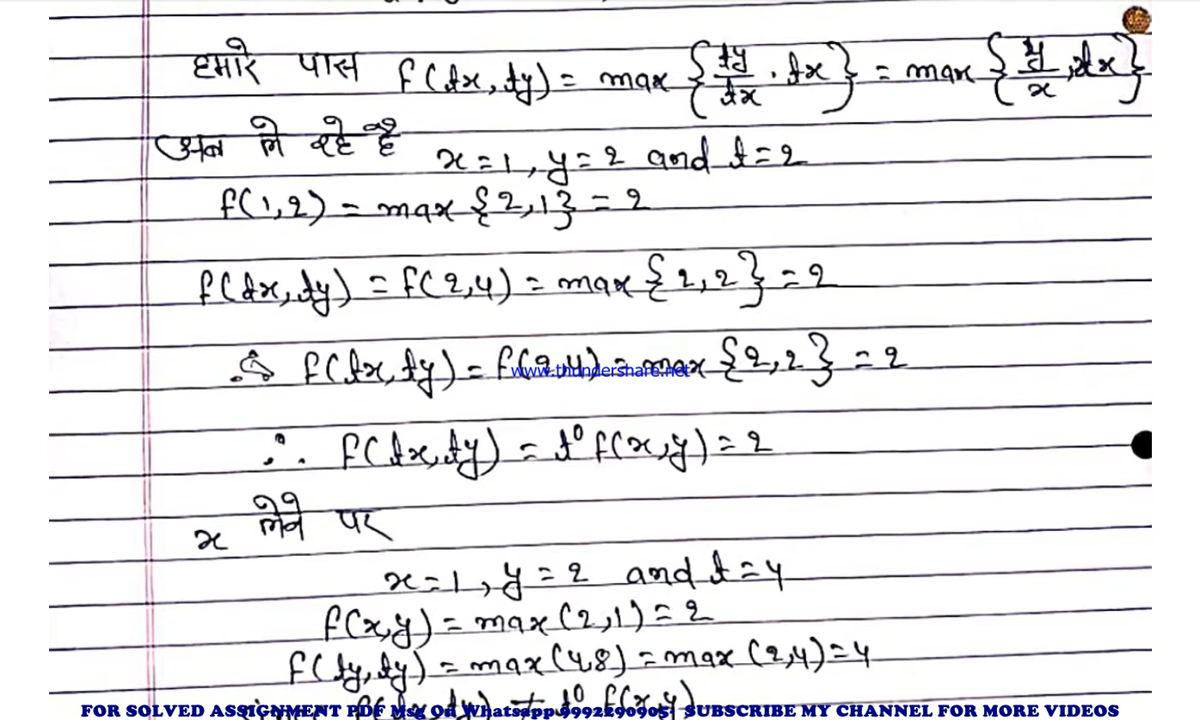 हमारे पास f(tx, ty) = max {ty/tx . tx} = max {y/x, tx}
अब ले रहे है x = 1, y = 2 and t = 2
f(1,2) = max {2,1} = 2
f(tx, ty) = f(2,4) = max {2,2} = 2
f(tx, ty) = f(2,4) = max {2,2} = 2
www.thundershare.net
∴ f(tx, ty) = t⁰ f(x,y) = 2
x लेने पर
x = 1, y = 2 and t = 4
f(x,y) = max (2,1) = 2
f(ty, ty) = max (4,8) = max (2,4) = 4
FOR SOLVED ASSIGNMENT PDF Msg On Whatsapp 9992290905, SUBSCRIBE MY CHANNEL FOR MORE VIDEOS